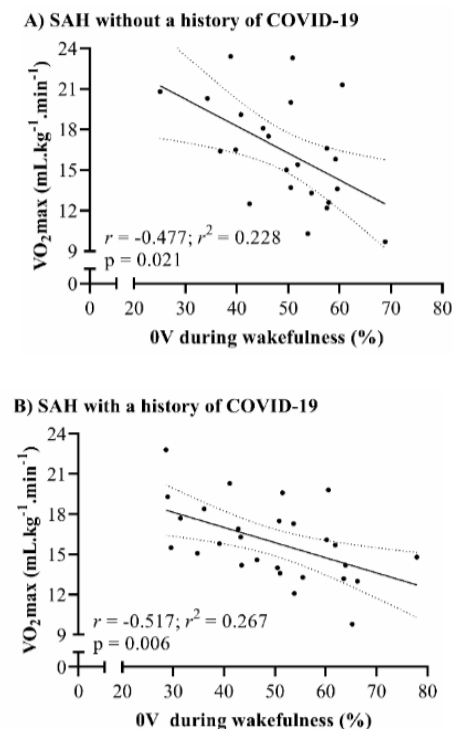 A) SAH without a history of COVID-19
VO₂max (mL.kg⁻¹.min⁻¹)
24
21
18
15
12
9
0
r = -0.477; r² = 0.228
p = 0.021
0 20 30 40 50 60 70 80
0V during wakefulness (%)
B) SAH with a history of COVID-19
VO₂max (mL.kg⁻¹.min⁻¹)
24
21
18
15
12
9
0
r = -0.517; r² = 0.267
p = 0.006
0 20 30 40 50 60 70 80
0V during wakefulness (%)